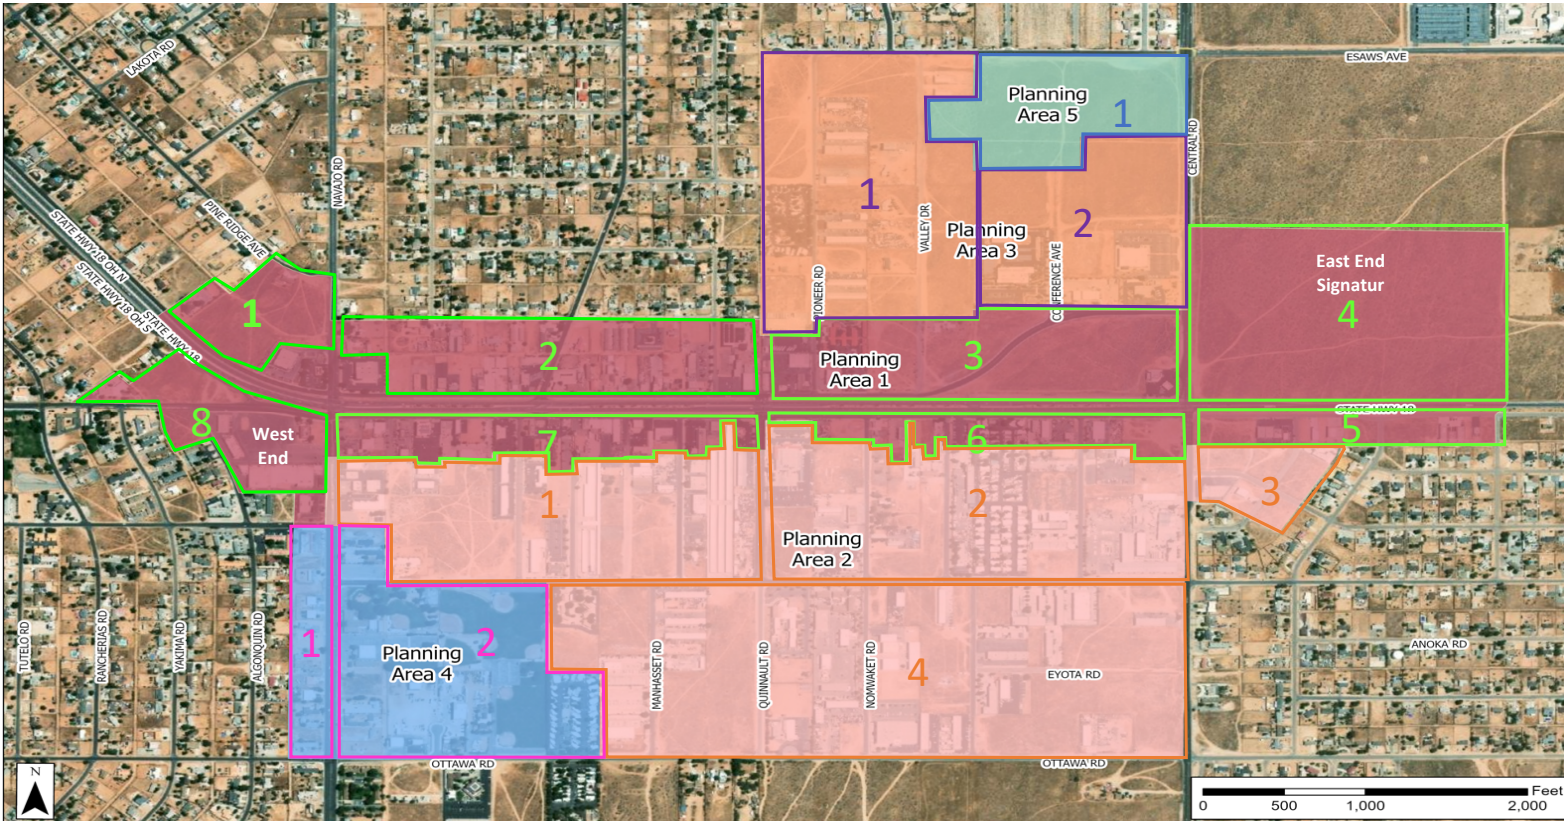 LAKOTA RD
ESAWS AVE
Planning
Area 5
1
CENTRAL RD
NAVAJO RD
PINE RIDGE AVE
1
VALLEY DR
2
Planning
Area 3
STATE HWY 18 OH N
STATE HWY 18 OH S
STATE HWY 18
PIONEER RD
East End
Signatur
4
1
2
3
Planning
Area 1
STATE HWY 18
8
West
End
7
6
5
1
2
3
Planning
Area 2
TUTELO RD
RANCHERIAS RD
YAKIMA RD
ALGONQUIN RD
1
2
Planning
Area 4
MANHASSET RD
QUINNAULT RD
NOMWAKET RD
4
EYOTA RD
ANOKA RD
OTTAWA RD
OTTAWA RD
N
Feet
0
500
1,000
2,000